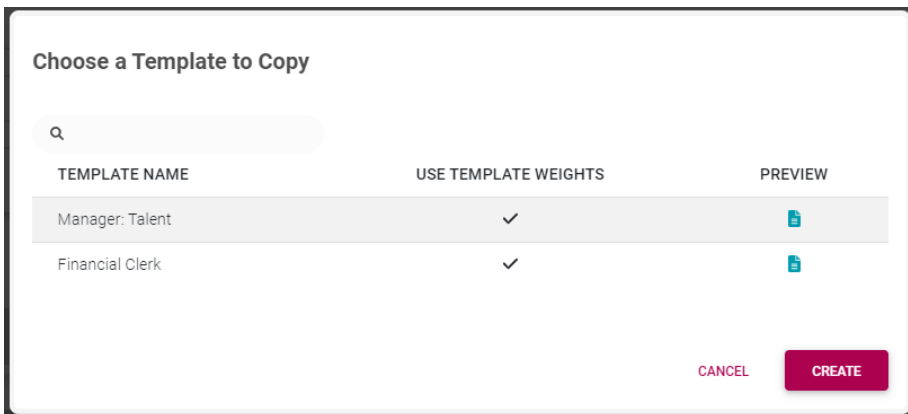 Choose a Template to Copy
TEMPLATE NAME USE TEMPLATE WEIGHTS PREVIEW
Manager: Talent
Financial Clerk
CANCEL CREATE